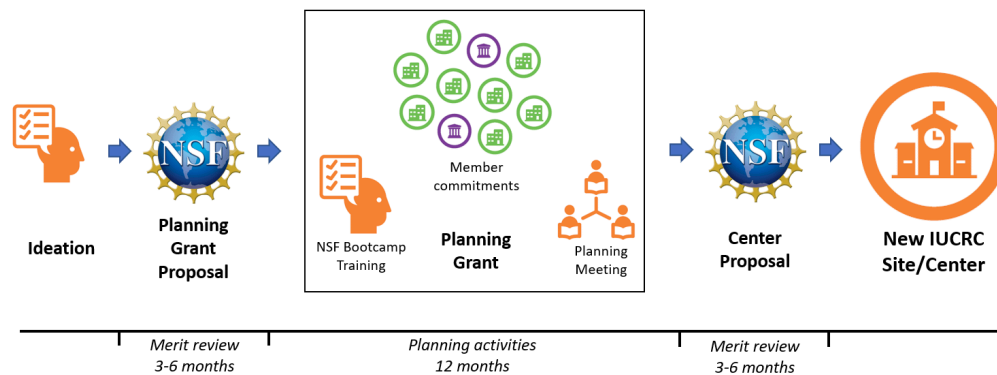 Ideation
NSF
Planning
Grant
Proposal
Member
commitments
NSF Bootcamp
Training
Planning
Grant
Planning
Meeting
NSF
Center
Proposal
New IUCRC
Site/Center
Merit review
3-6 months
Planning activities
12 months
Merit review
3-6 months